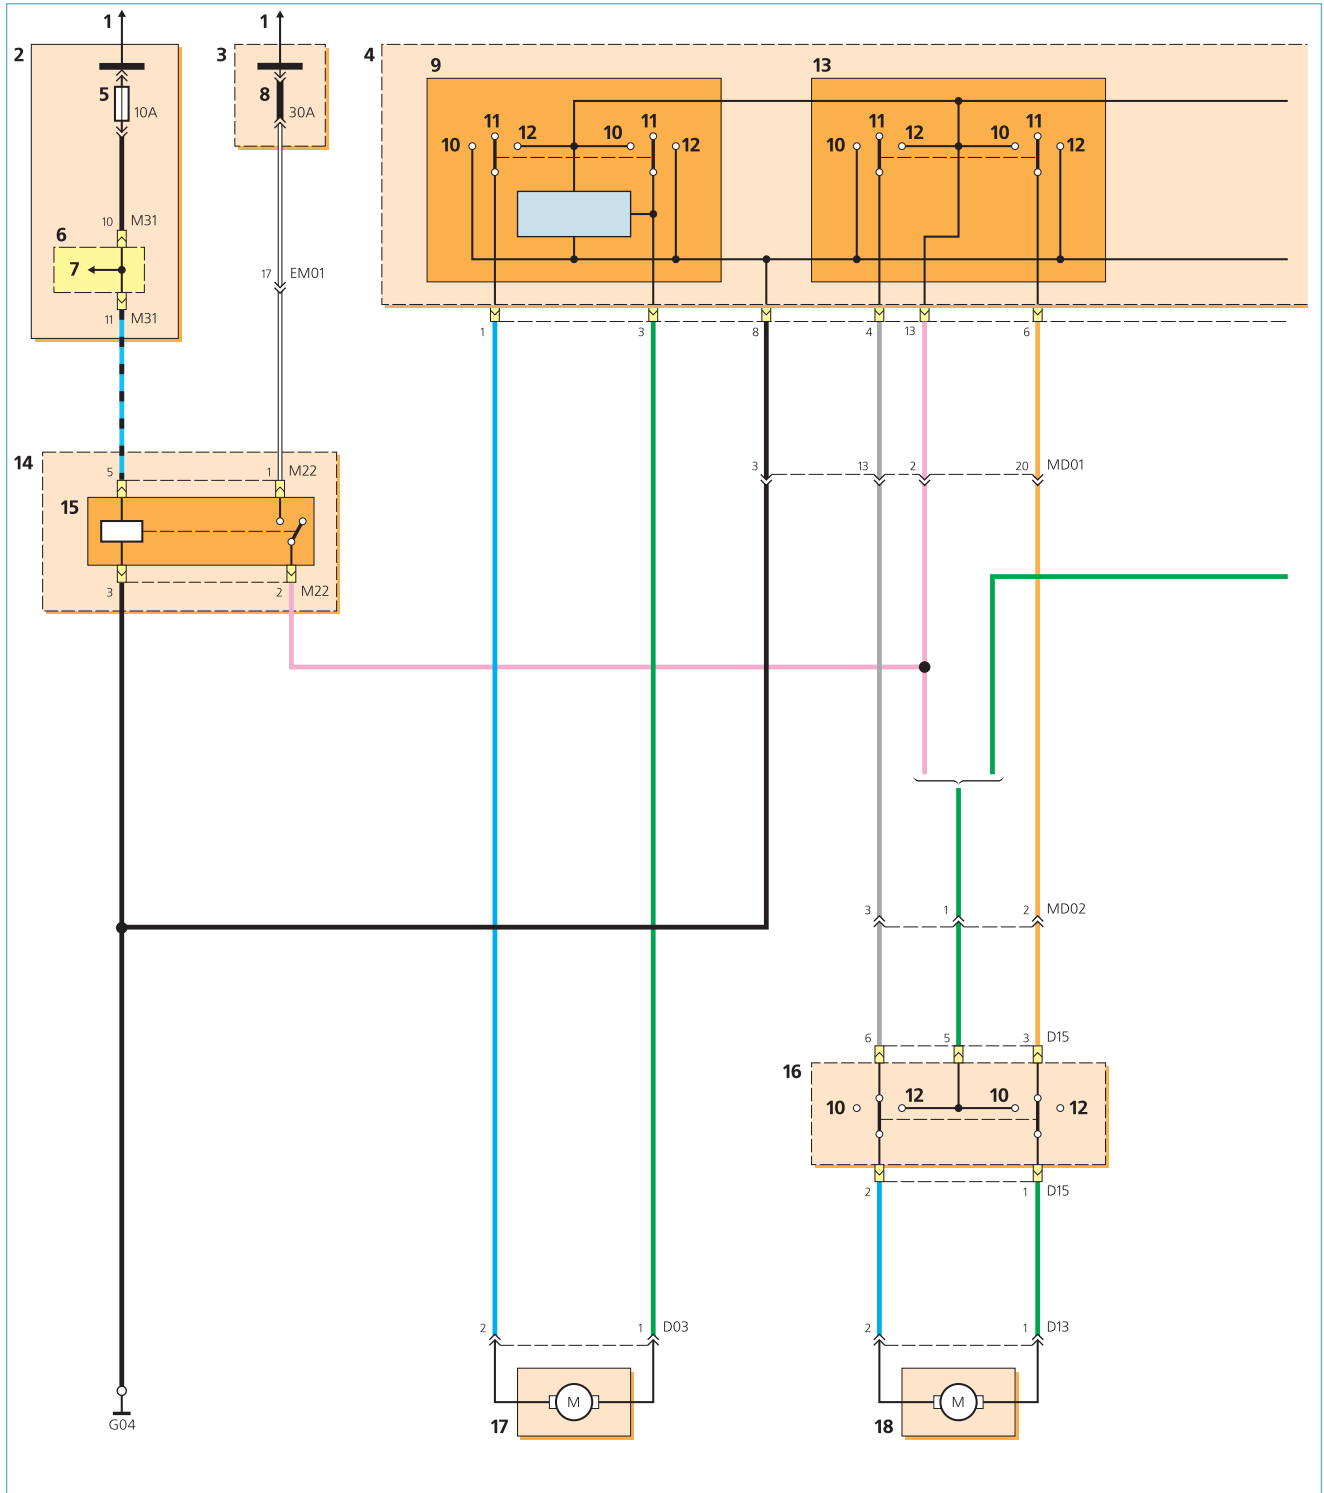 1 1
2 3 4 9 13
5 10A 8 30A
11 11 11 11
10 12 10 12 10 12 10 12
10 M31
6
7
17 EM01
11 M31
1 3 8 4 13 6
14 5 1 M22
3 13 2 20 MD01
15
3 2 M22
3 1 2 MD02
6 5 3 D15
16
10 12 10 12
2 1 D15
2 1 D03 2 1 D13
M M
17 18
G04